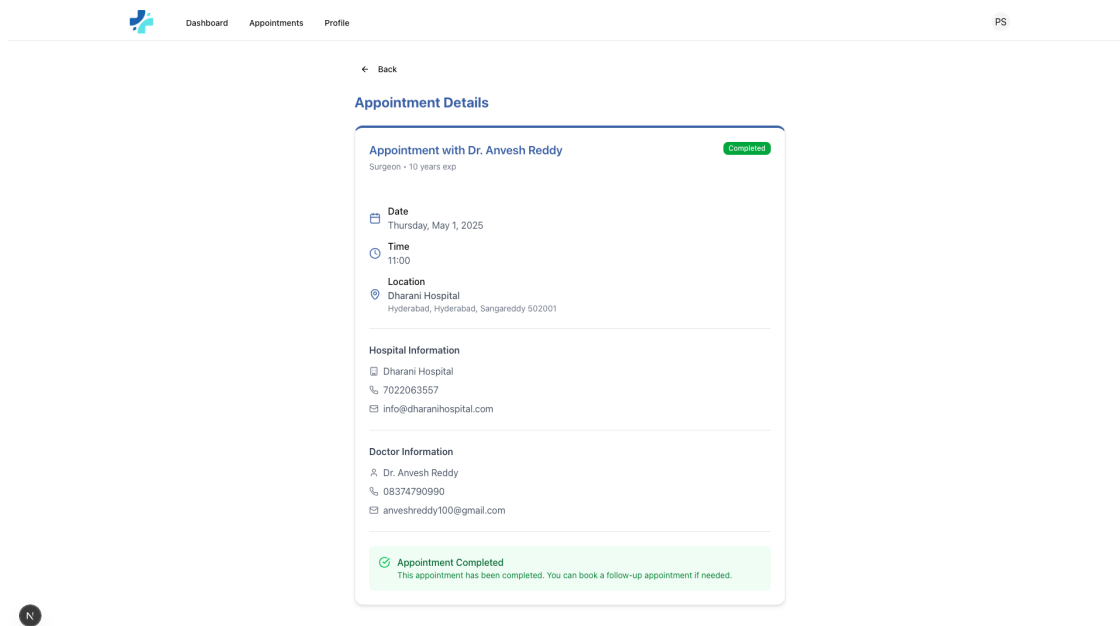 Dashboard Appointments Profile PS
Back
Appointment Details
Appointment with Dr. Anvesh Reddy Completed
Surgeon • 10 years exp
Date
Thursday, May 1, 2025
Time
11:00
Location
Dharani Hospital
Hyderabad, Hyderabad, Sangareddy 502001
Hospital Information
Dharani Hospital
7022063557
info@dharanihospital.com
Doctor Information
Dr. Anvesh Reddy
08374790990
anveshreddy100@gmail.com
Appointment Completed
This appointment has been completed. You can book a follow-up appointment if needed.
N